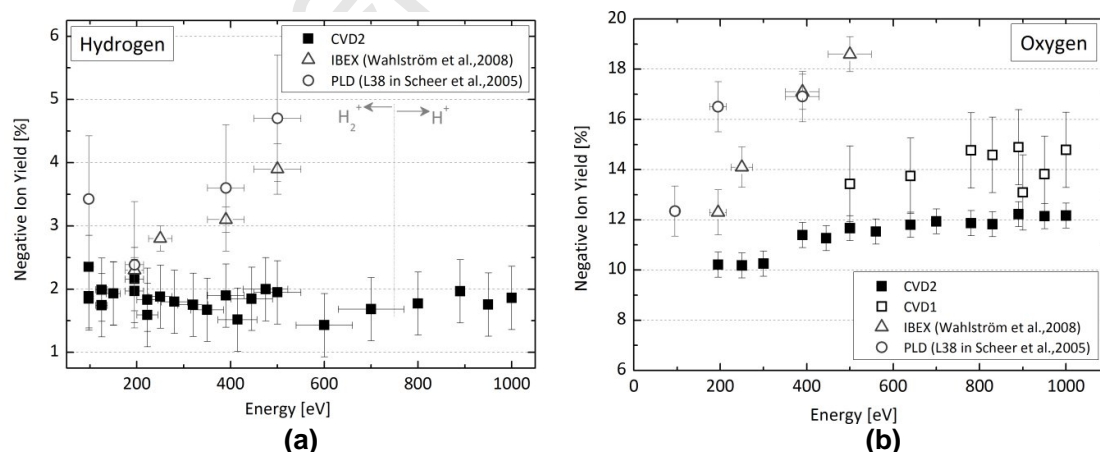 Hydrogen
CVD2
IBEX (Wahlström et al.,2008)
PLD (L38 in Scheer et al.,2005)
H2+
H+
Negative Ion Yield [%]
6
5
4
3
2
1
200
400
600
800
1000
Energy [eV]
(a)
Oxygen
Negative Ion Yield [%]
20
18
16
14
12
10
8
6
CVD2
CVD1
IBEX (Wahlström et al.,2008)
PLD (L38 in Scheer et al.,2005)
0
200
400
600
800
1000
Energy [eV]
(b)